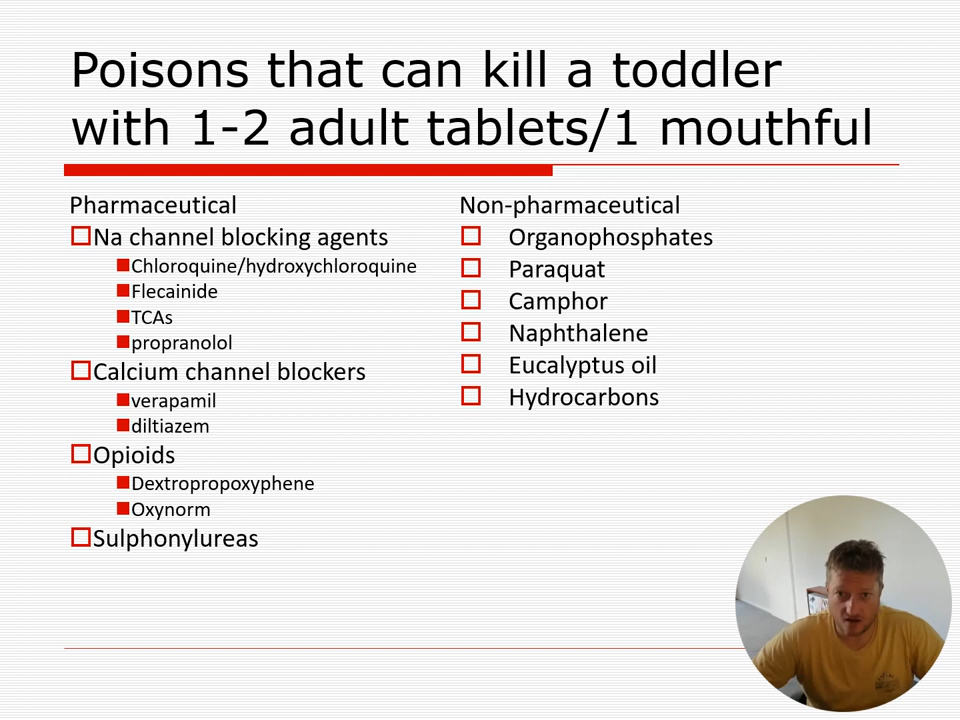 Poisons that can kill a toddler
with 1-2 adult tablets/1 mouthful
Pharmaceutical
Na channel blocking agents
Chloroquine/hydroxychloroquine
Flecainide
TCAs
propranolol
Calcium channel blockers
verapamil
diltiazem
Opioids
Dextropropoxyphene
Oxynorm
Sulphonylureas
Non-pharmaceutical
Organophosphates
Paraquat
Camphor
Naphthalene
Eucalyptus oil
Hydrocarbons